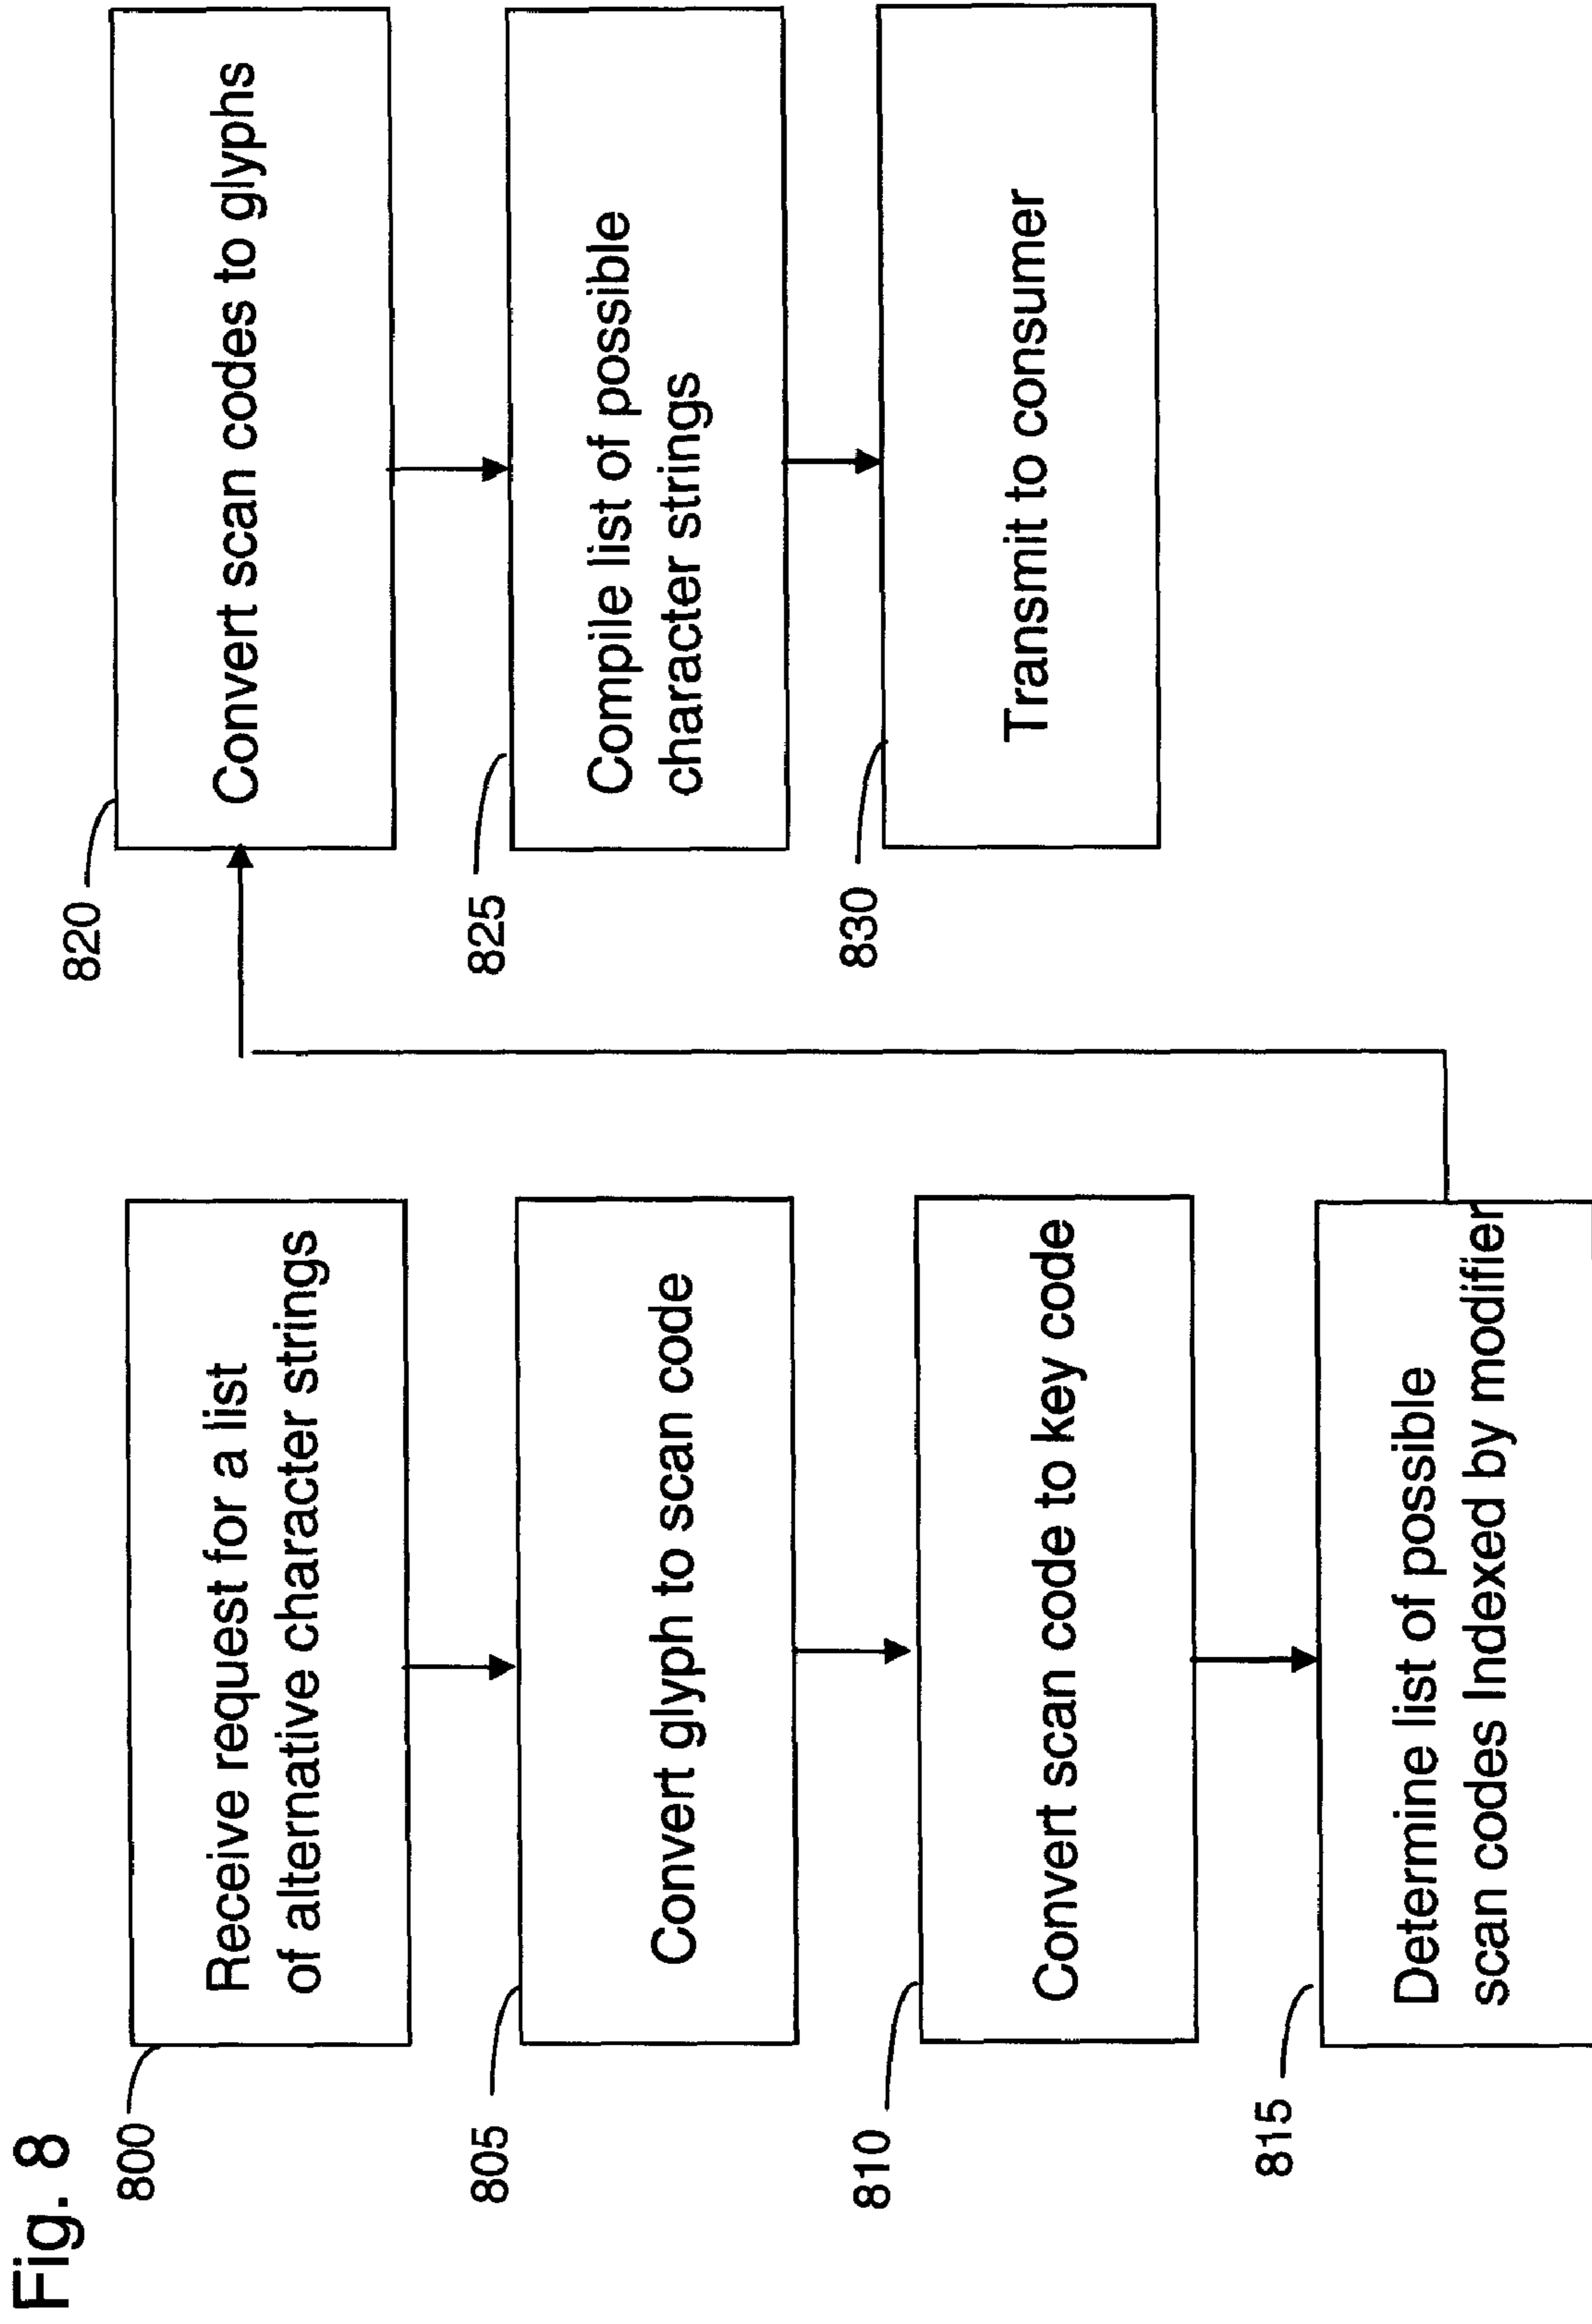 Fig. 8
800
Receive request for a list
of alternative character strings
805
Convert glyph to scan code
810
Convert scan code to key code
815
Determine list of possible
scan codes Indexed by modifier
820
Convert scan codes to glyphs
825
Compile list of possible
character strings
830
Transmit to consumer